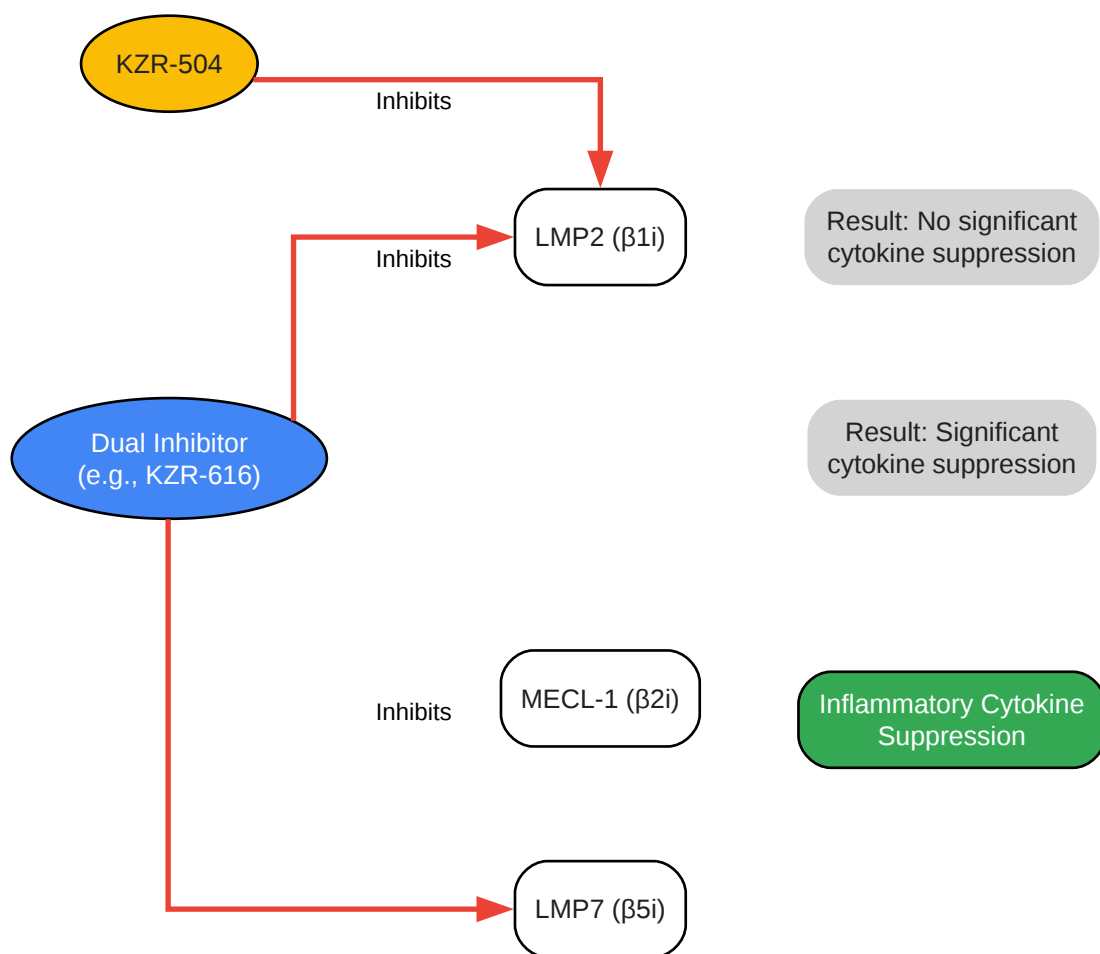 KZR-504
Inhibits
LMP2 (β1i)
Result: No significant
cytokine suppression
Inhibits
Dual Inhibitor
(e.g., KZR-616)
Result: Significant
cytokine suppression
MECL-1 (β2i)
Inhibits
Inflammatory Cytokine
Suppression
LMP7 (β5i)